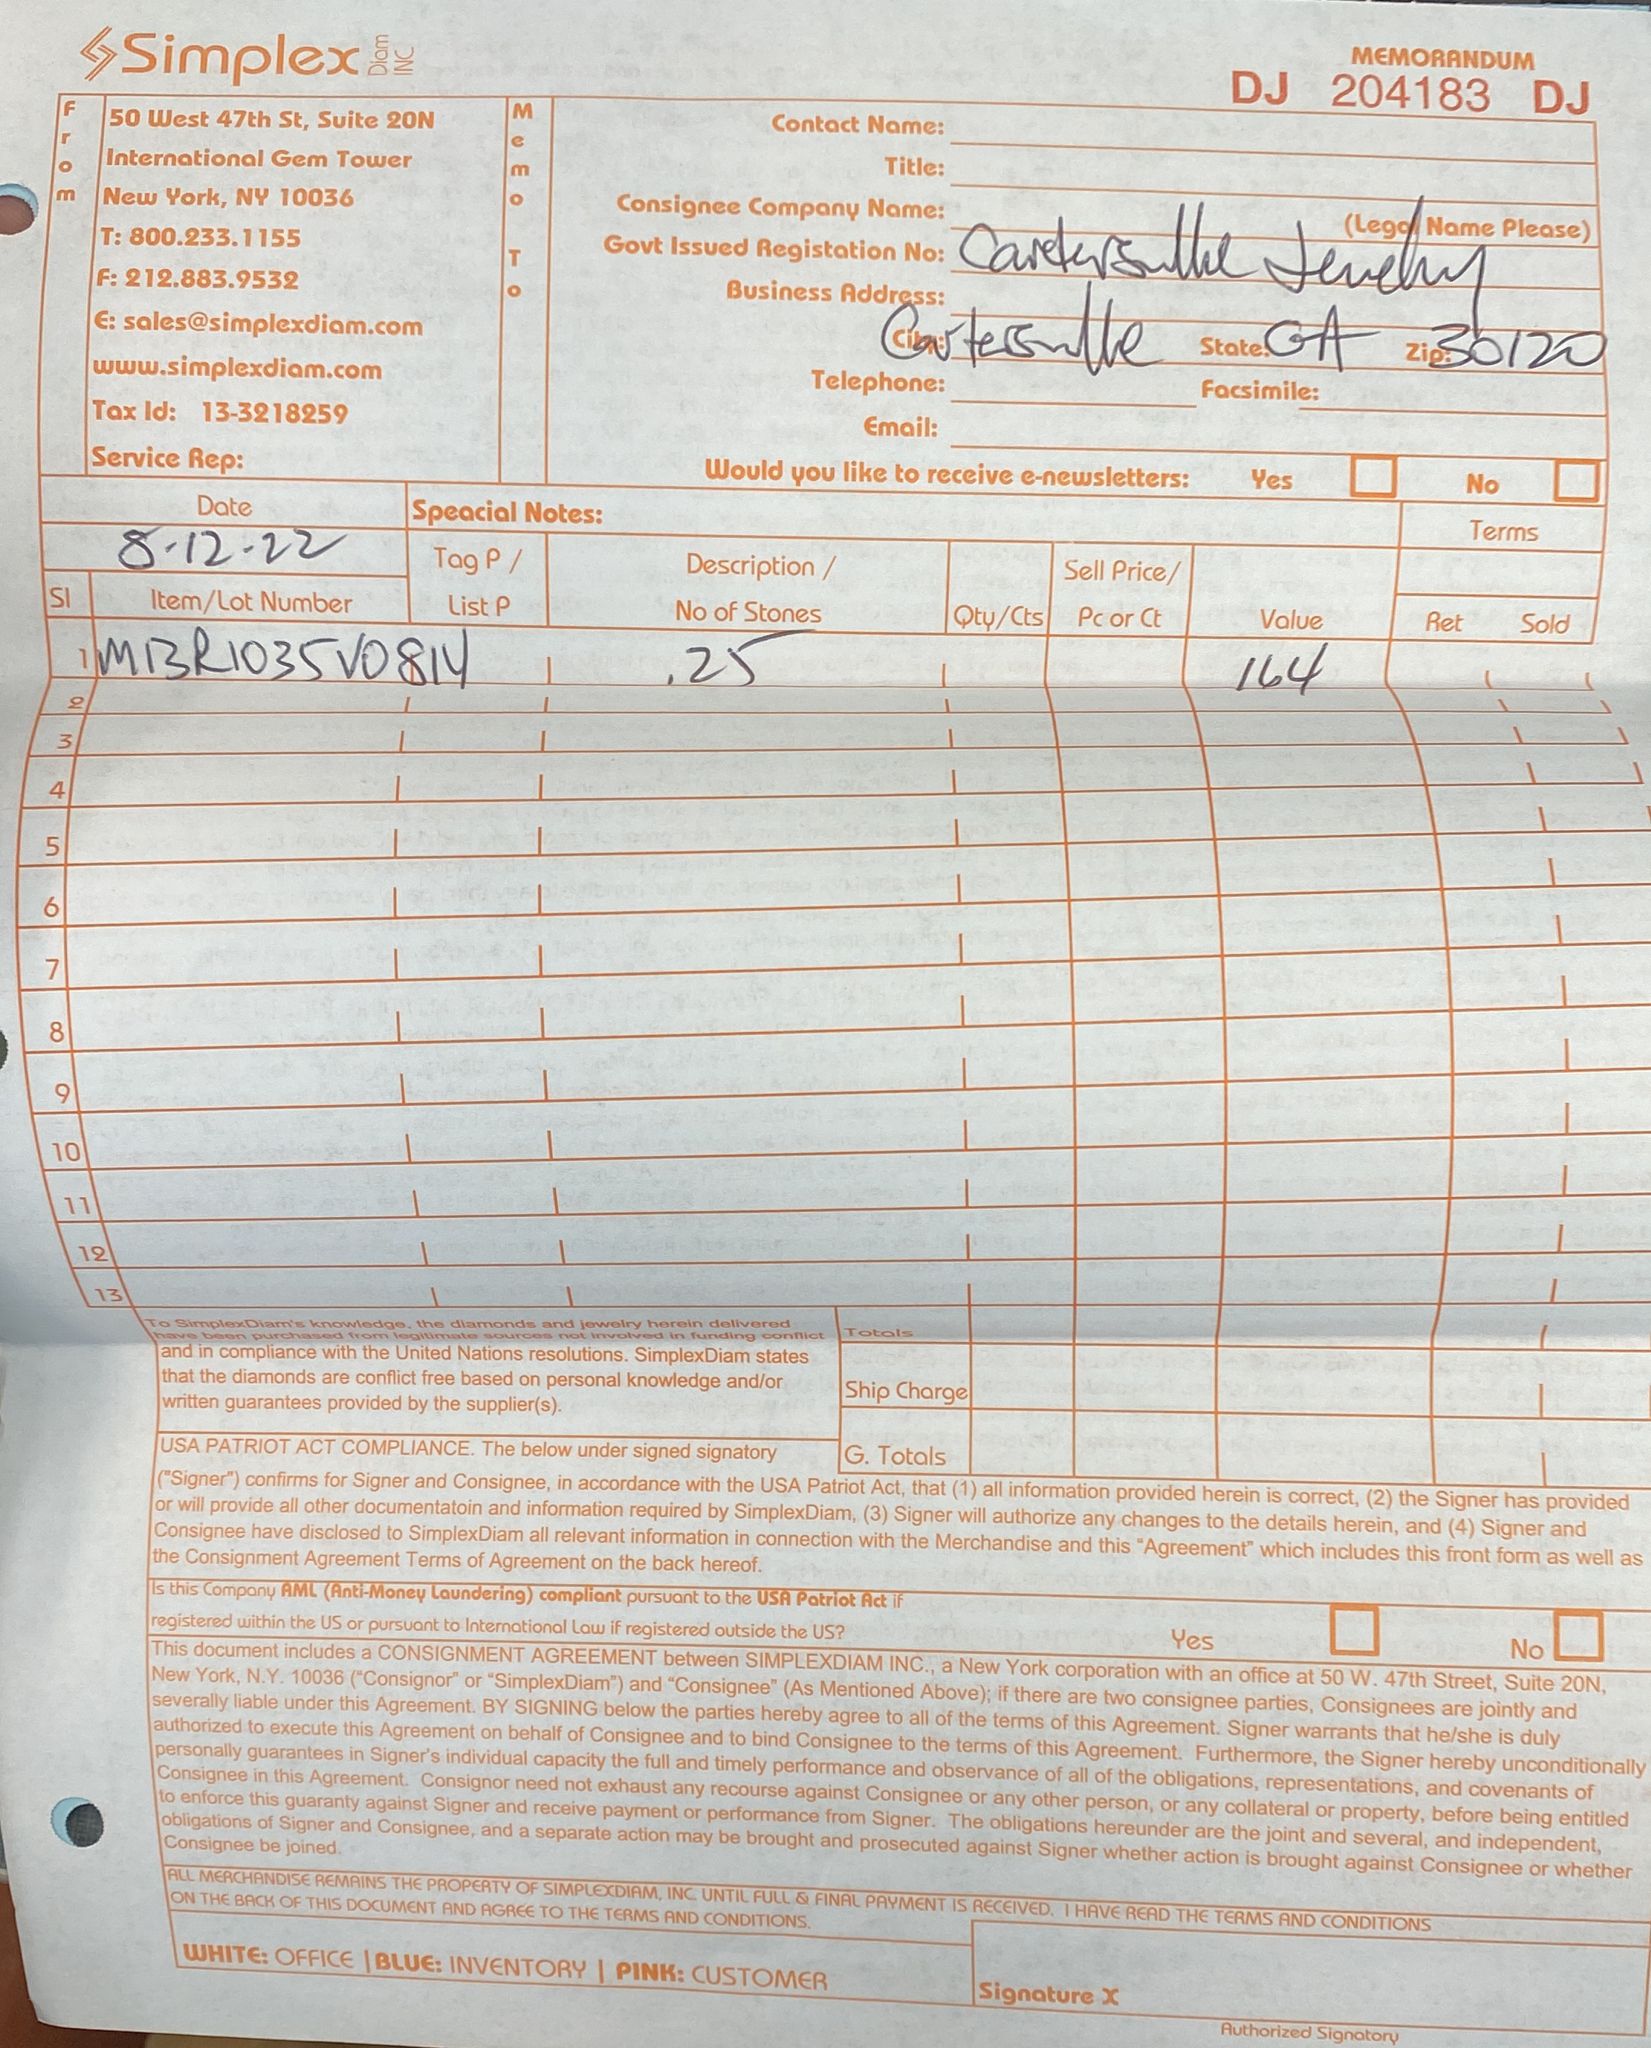 Simplex Diam INC
MEMORANDUM
DJ 204183 DJ
From
50 West 47th St, Suite 20N
International Gem Tower
New York, NY 10036
T: 800.233.1155
F: 212.883.9532
E: sales@simplexdiam.com
www.simplexdiam.com
Tax Id: 13-3218259
Service Rep:
Memo To
Contact Name:
Title:
Consignee Company Name:
(Legal Name Please)
Govt Issued Registation No: Cartersville Jewelry
Business Address:
City: Cartersville State: GA Zip: 30120
Telephone: Facsimile:
Email:
Would you like to receive e-newsletters: Yes No
Date Speacial Notes: Terms
8-12-22
Sl Item/Lot Number Tag P / List P Description / No of Stones Qty/Cts Sell Price/ Pc or Ct Value Ret Sold
1 M13R1035V0814 .25 164
2
3
4
5
6
7
8
9
10
11
12
13
To SimplexDiam's knowledge, the diamonds and jewelry herein delivered
have been purchased from legitimate sources not involved in funding conflict
and in compliance with the United Nations resolutions. SimplexDiam states
that the diamonds are conflict free based on personal knowledge and/or
written guarantees provided by the supplier(s).
Totals
Ship Charge
G. Totals
USA PATRIOT ACT COMPLIANCE. The below under signed signatory
("Signer") confirms for Signer and Consignee, in accordance with the USA Patriot Act, that (1) all information provided herein is correct, (2) the Signer has provided
or will provide all other documentatoin and information required by SimplexDiam, (3) Signer will authorize any changes to the details herein, and (4) Signer and
Consignee have disclosed to SimplexDiam all relevant information in connection with the Merchandise and this "Agreement" which includes this front form as well as
the Consignment Agreement Terms of Agreement on the back hereof.
Is this Company AML (Anti-Money Laundering) compliant pursuant to the USA Patriot Act if
registered within the US or pursuant to International Law if registered outside the US? Yes No
This document includes a CONSIGNMENT AGREEMENT between SIMPLEXDIAM INC., a New York corporation with an office at 50 W. 47th Street, Suite 20N,
New York, N.Y. 10036 ("Consignor" or "SimplexDiam") and "Consignee" (As Mentioned Above); if there are two consignee parties, Consignees are jointly and
severally liable under this Agreement. BY SIGNING below the parties hereby agree to all of the terms of this Agreement. Signer warrants that he/she is duly
authorized to execute this Agreement on behalf of Consignee and to bind Consignee to the terms of this Agreement. Furthermore, the Signer hereby unconditionally
personally guarantees in Signer's individual capacity the full and timely performance and observance of all of the obligations, representations, and covenants of
Consignee in this Agreement. Consignor need not exhaust any recourse against Consignee or any other person, or any collateral or property, before being entitled
to enforce this guaranty against Signer and receive payment or performance from Signer. The obligations hereunder are the joint and several, and independent,
obligations of Signer and Consignee, and a separate action may be brought and prosecuted against Signer whether action is brought against Consignee or whether
Consignee be joined.
ALL MERCHANDISE REMAINS THE PROPERTY OF SIMPLEXDIAM, INC. UNTIL FULL & FINAL PAYMENT IS RECEIVED. I HAVE READ THE TERMS AND CONDITIONS
ON THE BACK OF THIS DOCUMENT AND AGREE TO THE TERMS AND CONDITIONS.
WHITE: OFFICE | BLUE: INVENTORY | PINK: CUSTOMER
Signature X
Authorized Signatory